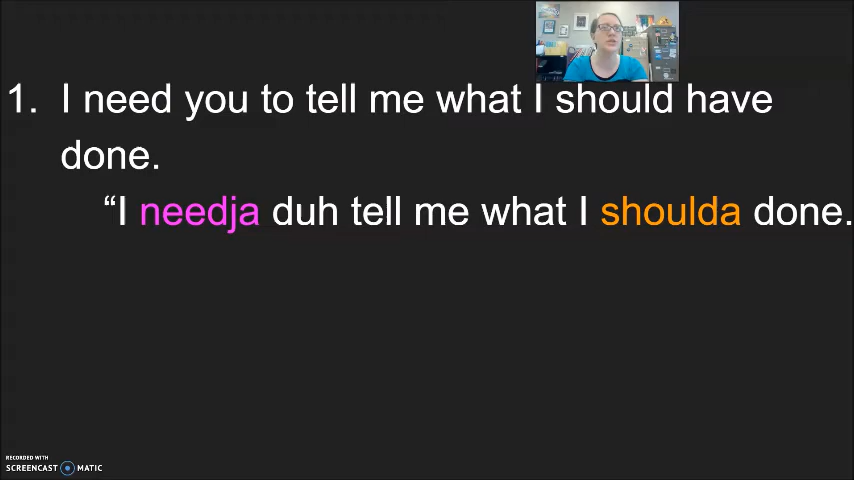 1. I need you to tell me what I should have
done.
“I needja duh tell me what I shoulda done.
RECORDED WITH
SCREENCAST MATIC